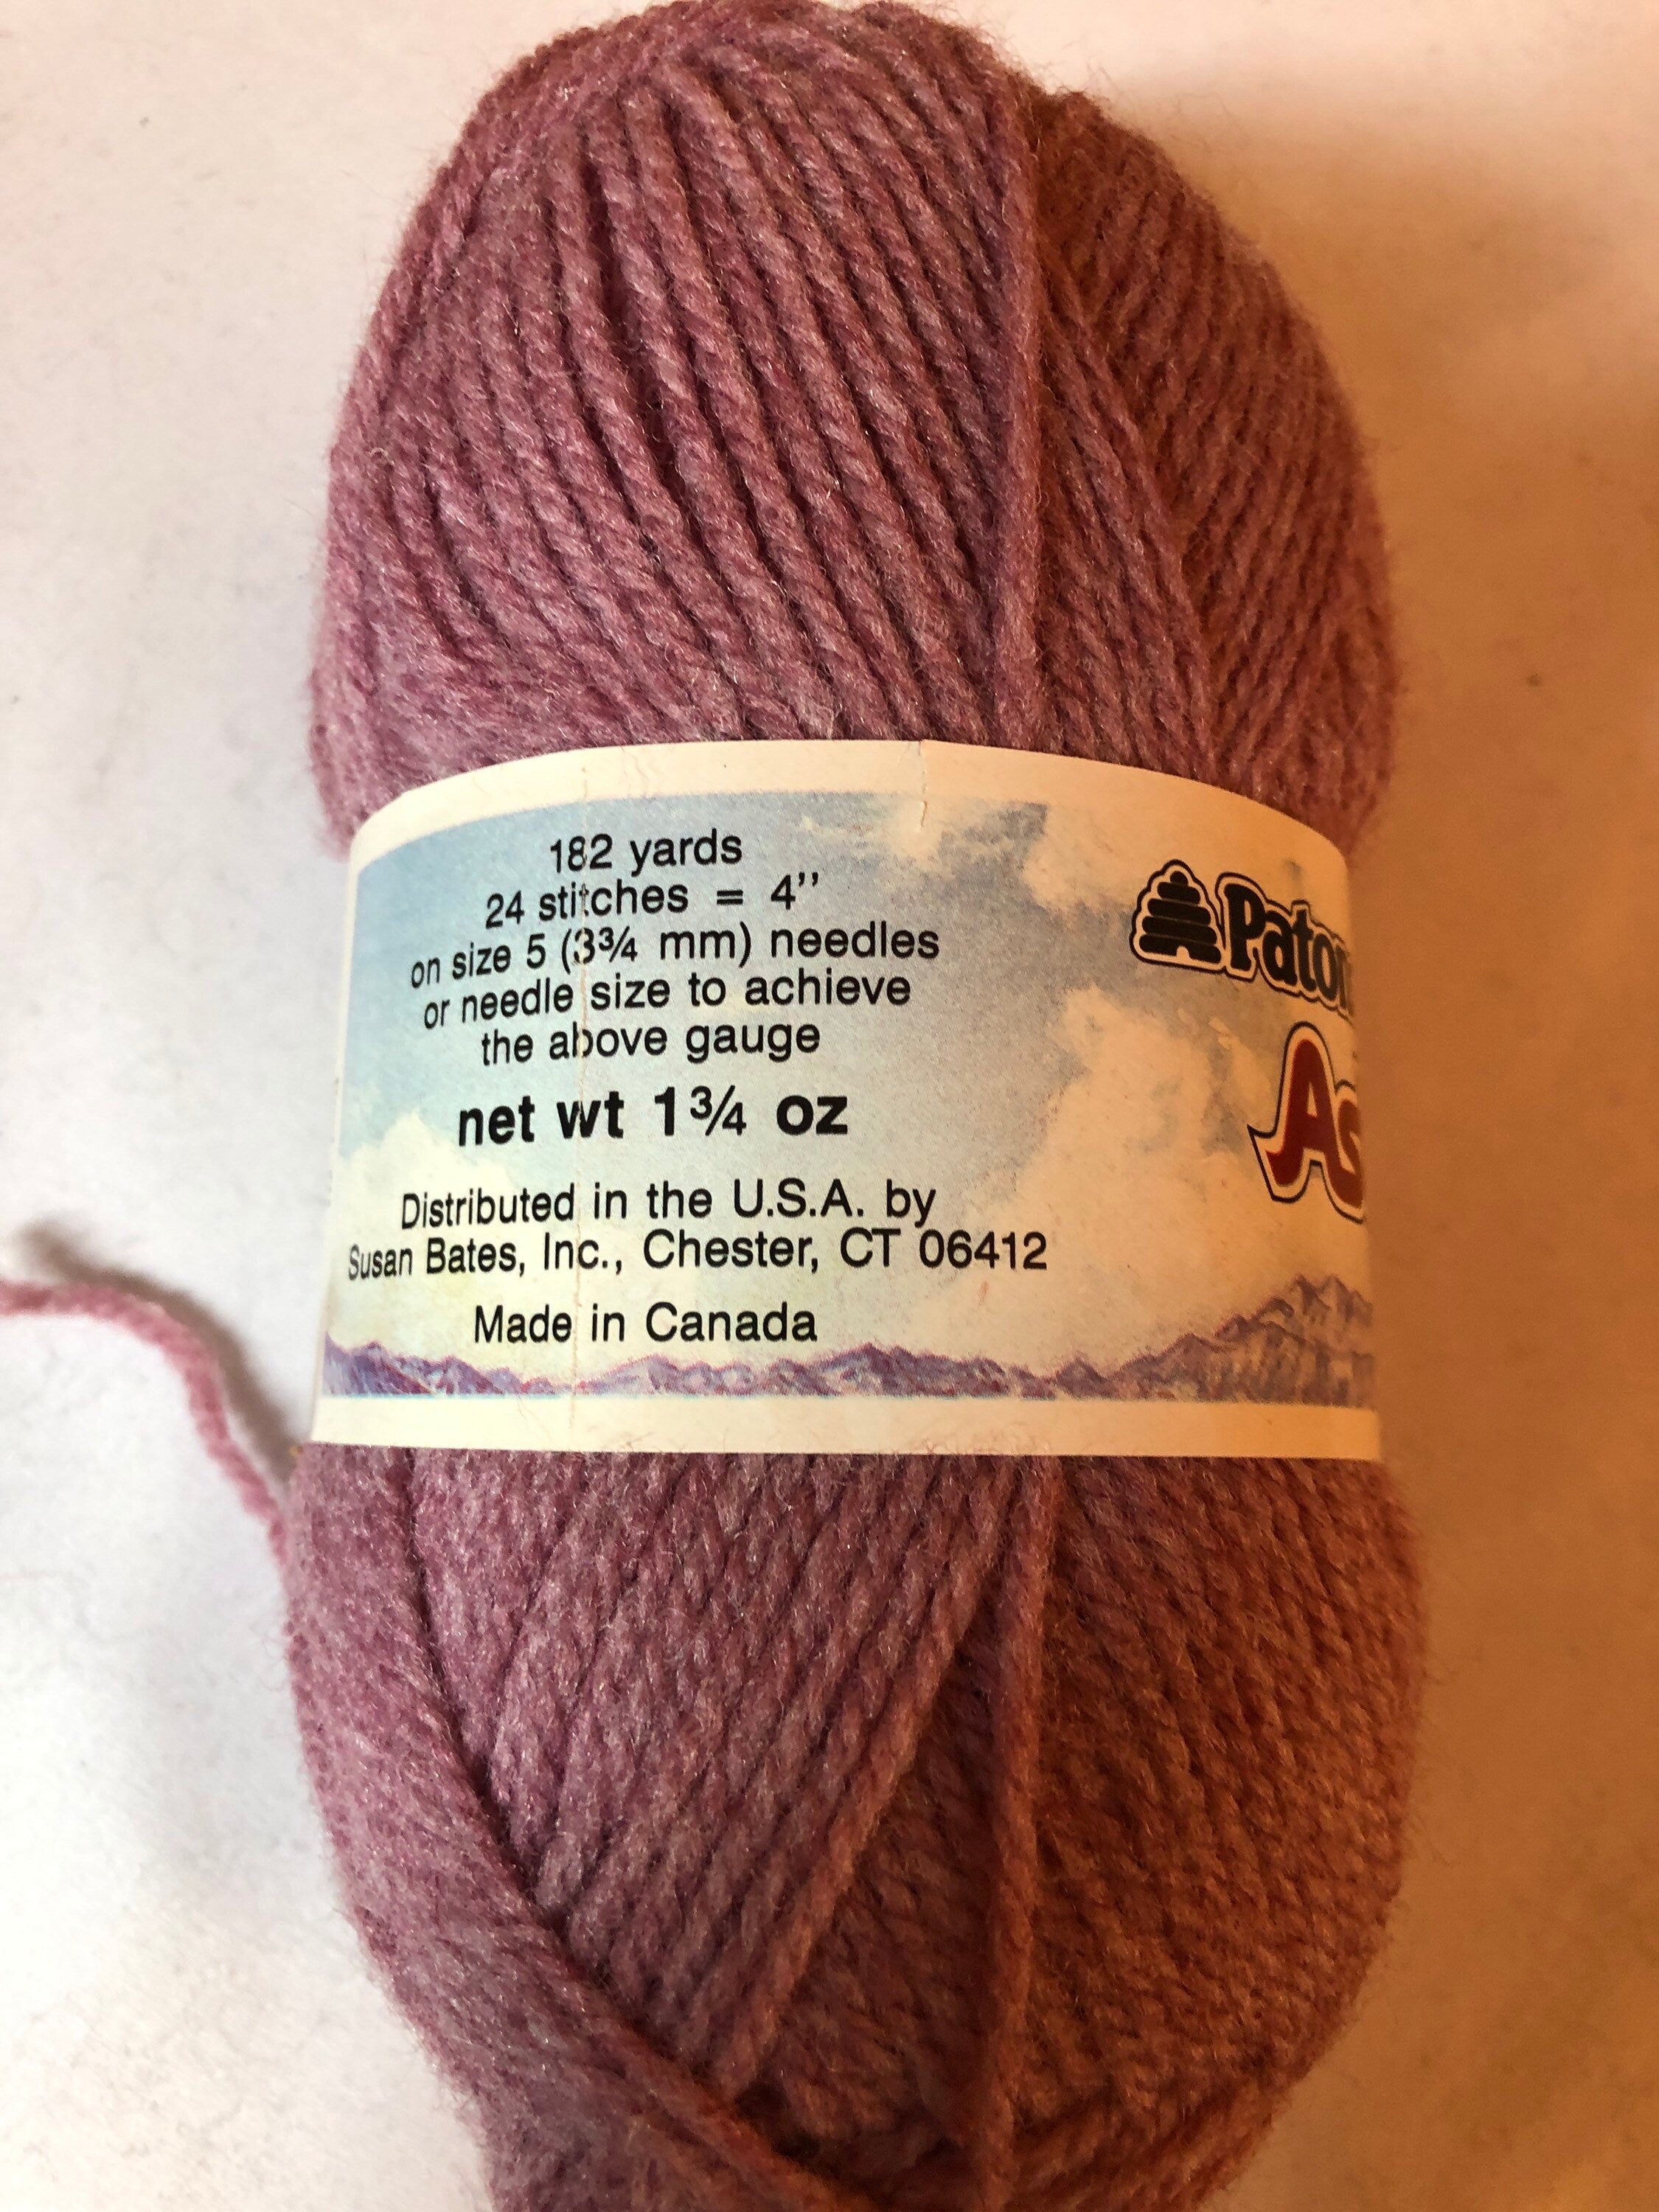 182 yards
24 stitches = 4''
on size 5 (3¾ mm) needles
or needle size to achieve
the above gauge
net wt 1¾ oz
Distributed in the U.S.A. by
Susan Bates, Inc., Chester, CT 06412
Made in Canada
Paton
As